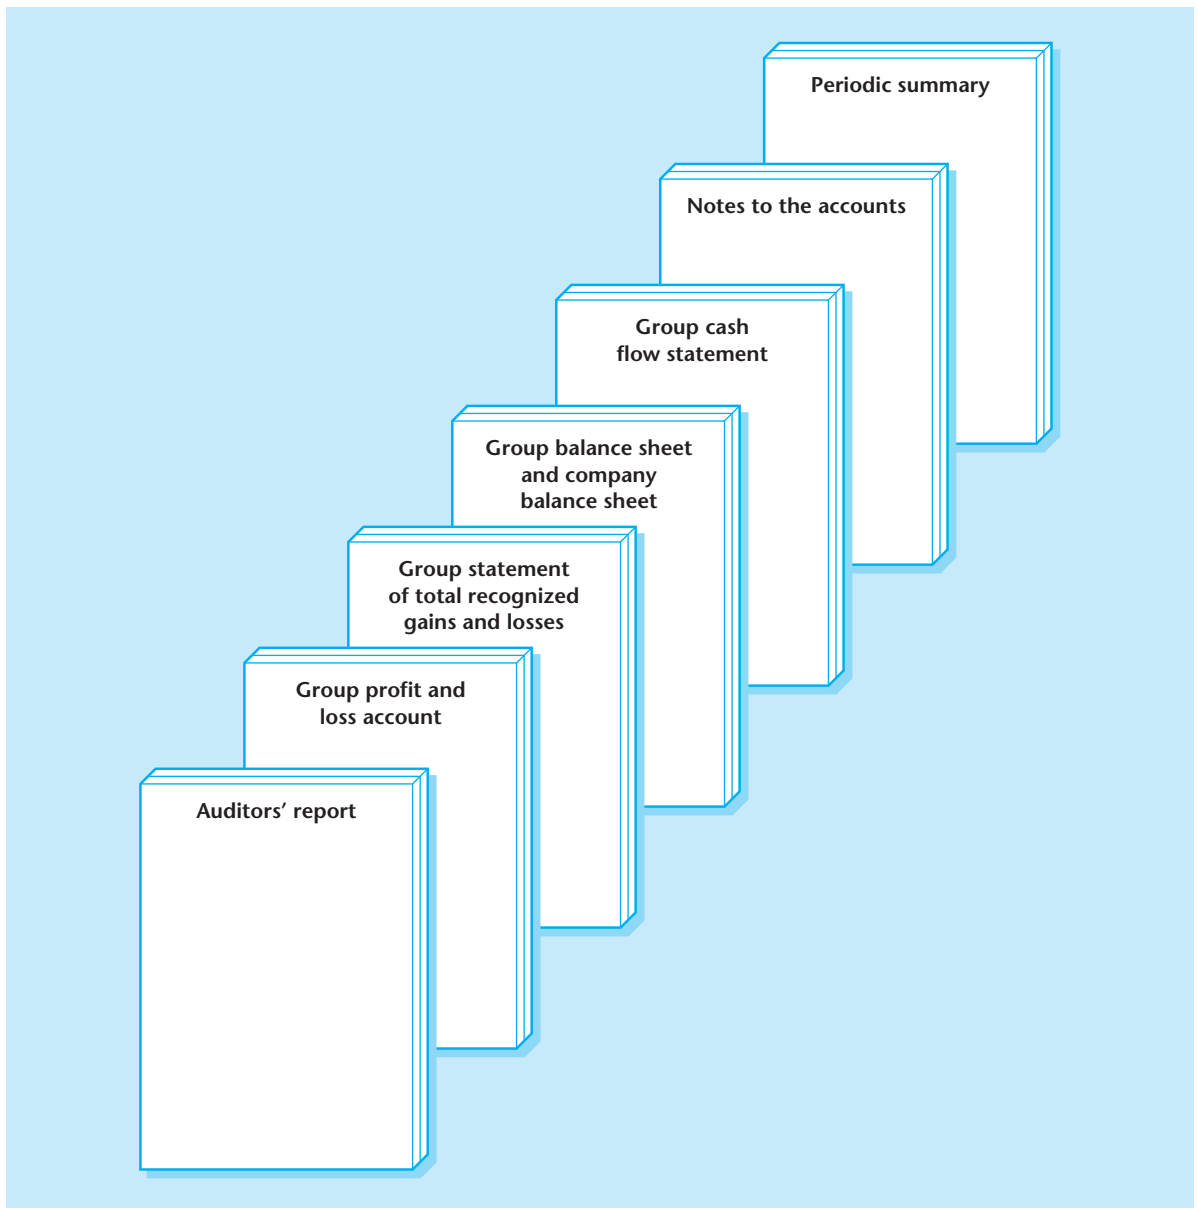 Periodic summary
Notes to the accounts
Group cash
flow statement
Group balance sheet
and company
balance sheet
Group statement
of total recognized
gains and losses
Group profit and
loss account
Auditors’ report